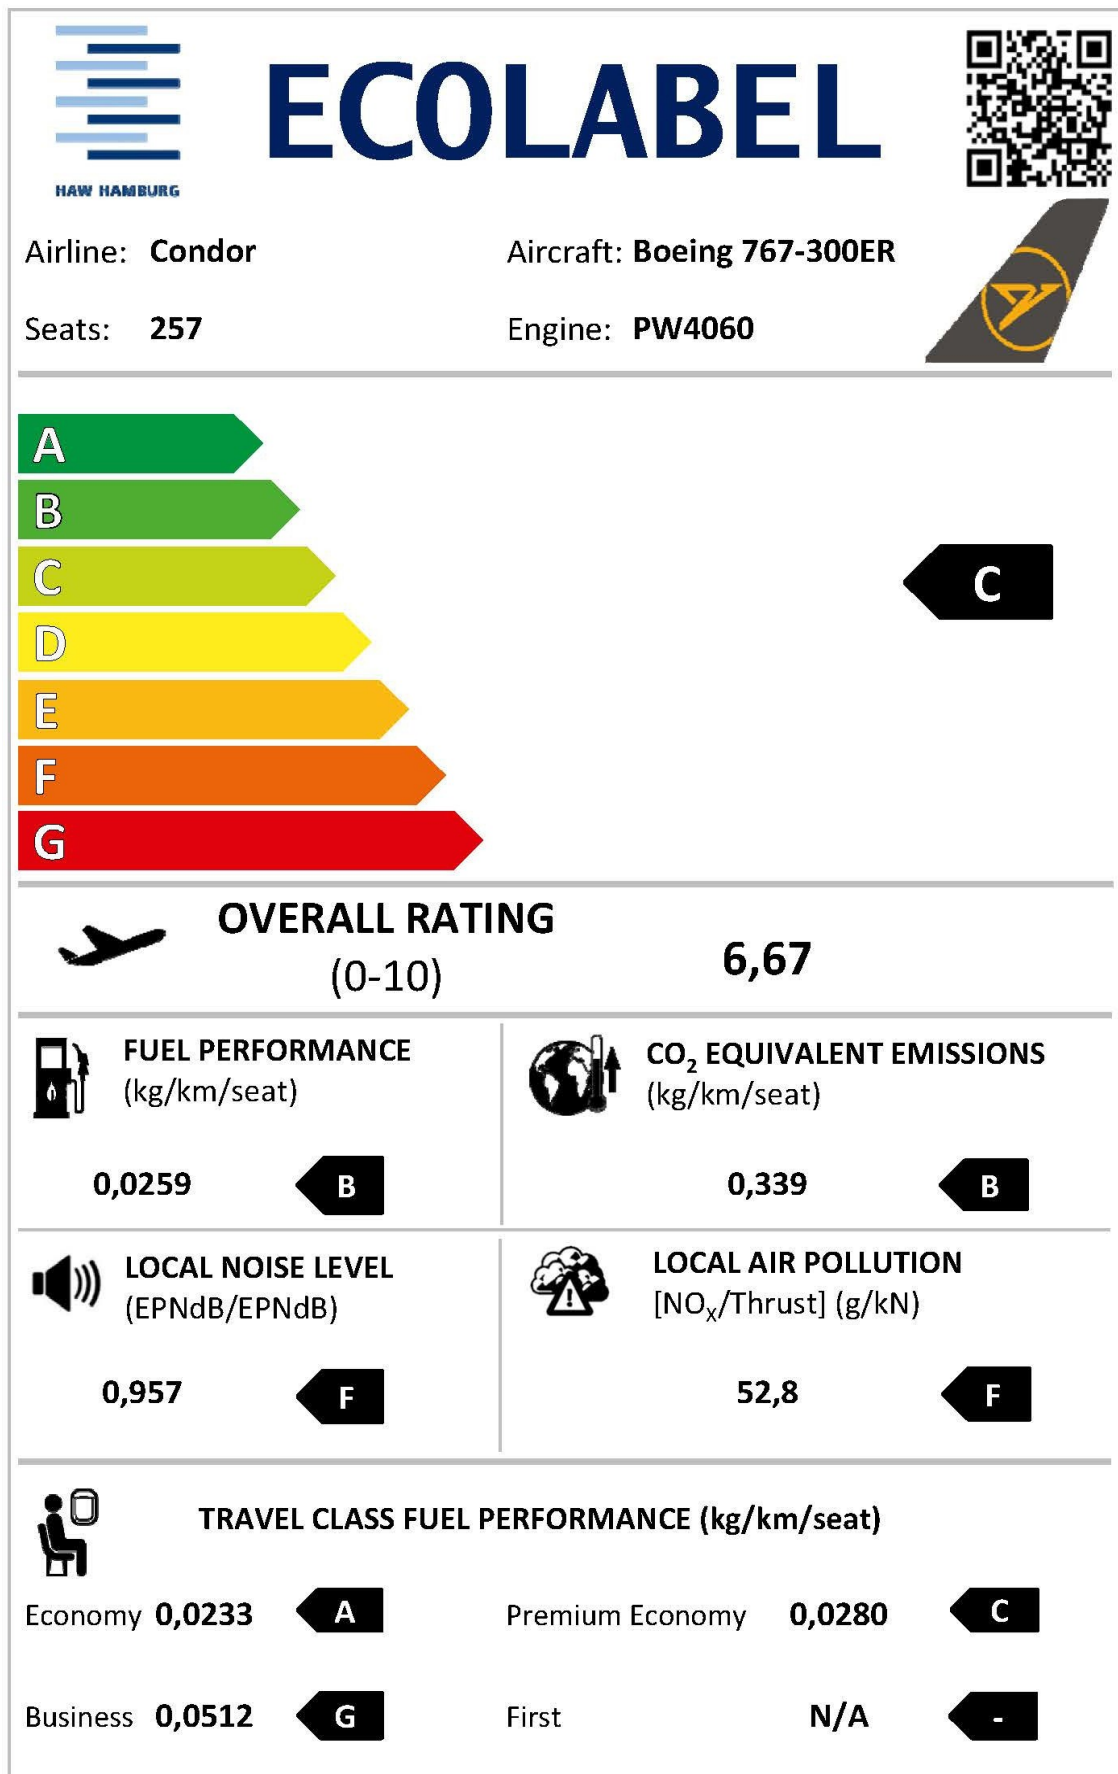 HAW HAMBURG
ECOLABEL
Airline: Condor
Aircraft: Boeing 767-300ER
Seats: 257
Engine: PW4060
A
B
C
C
D
E
F
G
OVERALL RATING
(0-10)
6,67
FUEL PERFORMANCE
(kg/km/seat)
0,0259 B
CO₂ EQUIVALENT EMISSIONS
(kg/km/seat)
0,339 B
LOCAL NOISE LEVEL
(EPNdB/EPNdB)
0,957 F
LOCAL AIR POLLUTION
[NOₓ/Thrust] (g/kN)
52,8 F
TRAVEL CLASS FUEL PERFORMANCE (kg/km/seat)
Economy 0,0233 A
Premium Economy 0,0280 C
Business 0,0512 G
First N/A -